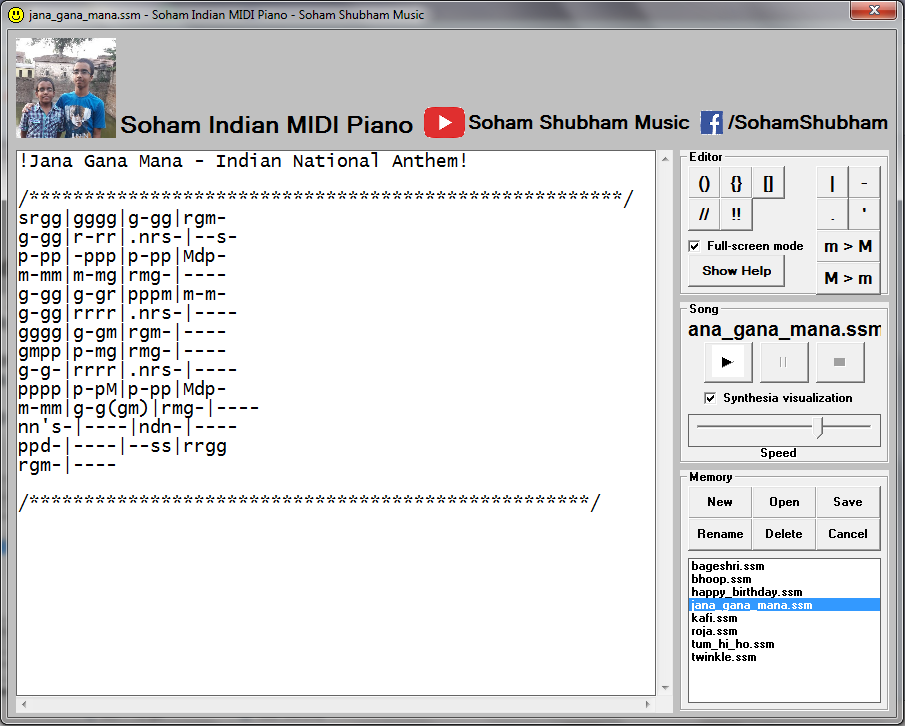 jana_gana_mana.ssm - Soham Indian MIDI Piano - Soham Shubham Music
Soham Indian MIDI Piano
Soham Shubham Music
f /SohamShubham
!Jana Gana Mana - Indian National Anthem!
/******************************************************/
srgg|gggg|g-gg|rgm-
g-gg|r-rr|.nrs-|--s-
p-pp|-ppp|p-pp|Mdp-
m-mm|m-mg|rmg-|----
g-gg|g-gr|pppm|m-m-
g-gg|rrrr|.nrs-|----
gggg|g-gm|rgm-|----
gmpp|p-mg|rmg-|----
g-g-|rrrr|.nrs-|----
pppp|p-pM|p-pp|Mdp-
m-mm|g-g(gm)|rmg-|----
nn's-|----|ndn-|----
ppd-|----|--ss|rrgg
rgm-|----
/***************************************************/
Editor
() {} [] | -
// !! . '
Full-screen mode
m > M
Show Help
M > m
Song
ana_gana_mana.ssm
Synthesia visualization
Speed
Memory
New Open Save
Rename Delete Cancel
bageshri.ssm
bhoop.ssm
happy_birthday.ssm
jana_gana_mana.ssm
kafi.ssm
roja.ssm
tum_hi_ho.ssm
twinkle.ssm